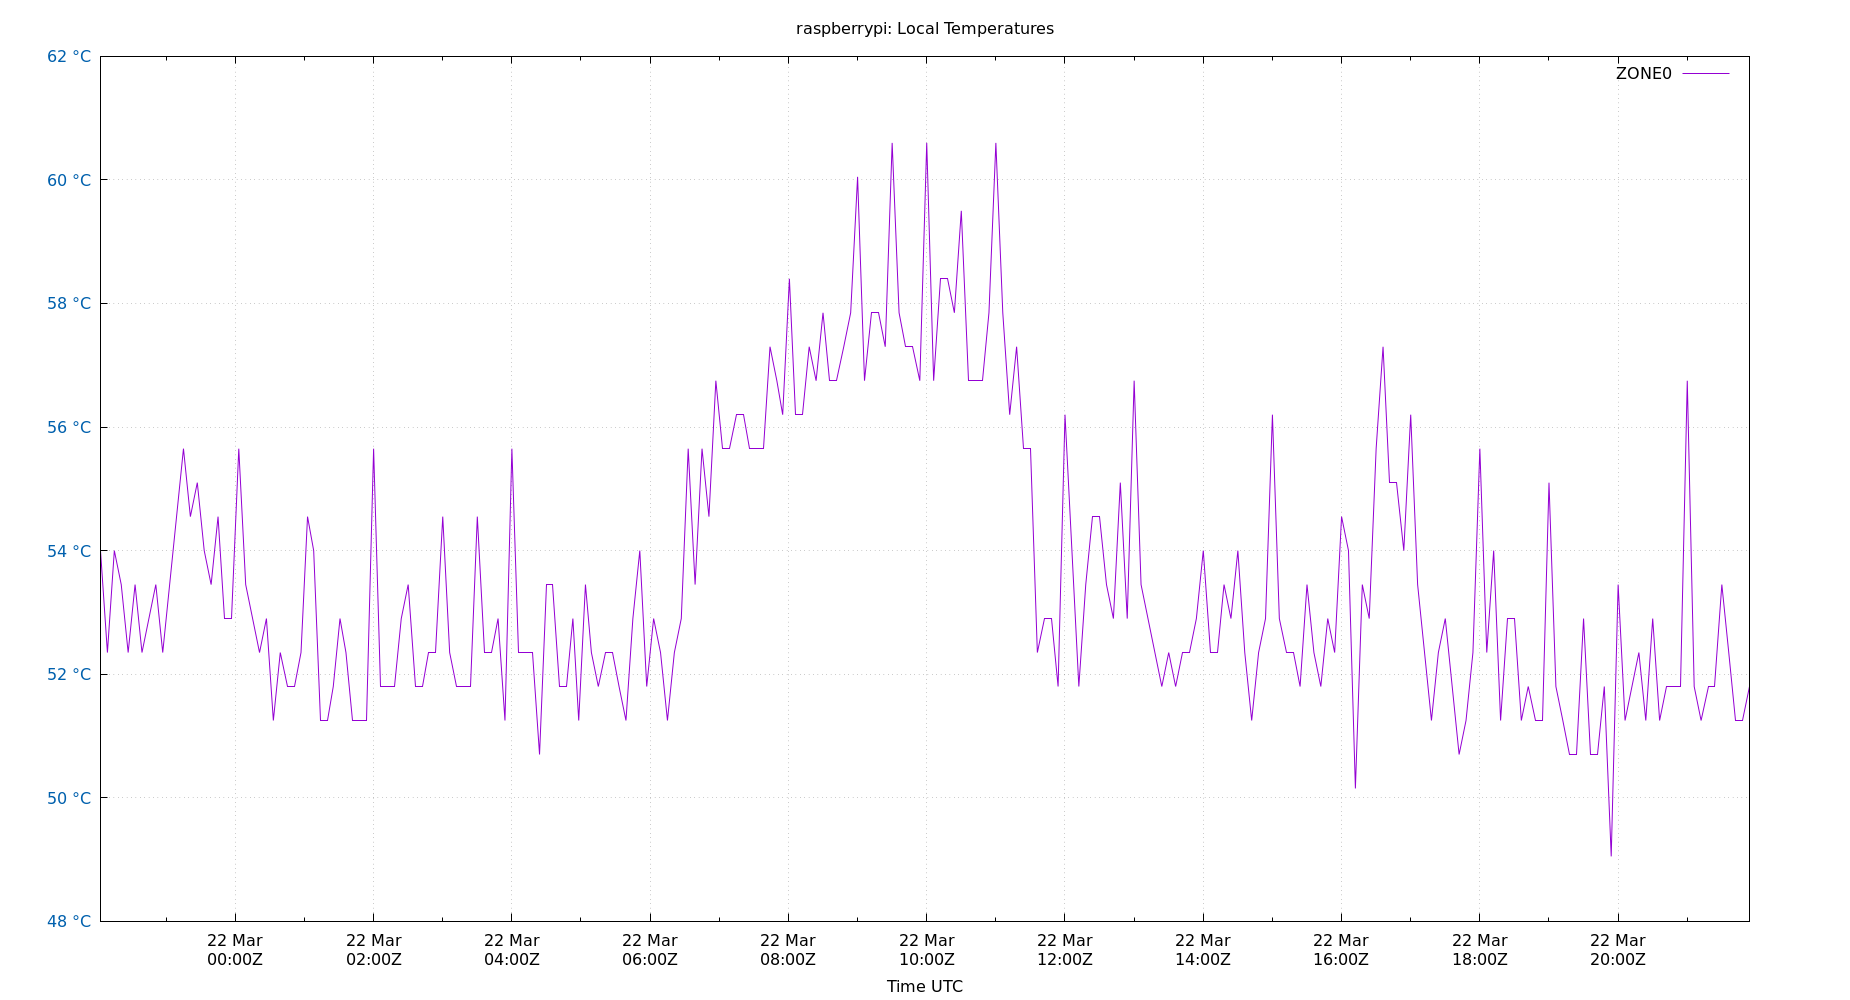 raspberrypi: Local Temperatures
62 °C
ZONE0
60 °C
58 °C
56 °C
54 °C
52 °C
50 °C
48 °C
22 Mar 22 Mar 22 Mar 22 Mar 22 Mar 22 Mar 22 Mar 22 Mar 22 Mar 22 Mar 22 Mar
00:00Z 02:00Z 04:00Z 06:00Z 08:00Z 10:00Z 12:00Z 14:00Z 16:00Z 18:00Z 20:00Z
Time UTC